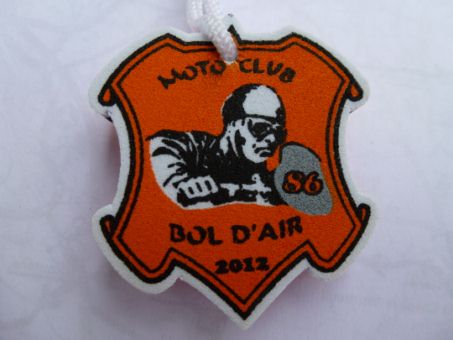 MOTO CLUB
86
BOL D'AIR
2012